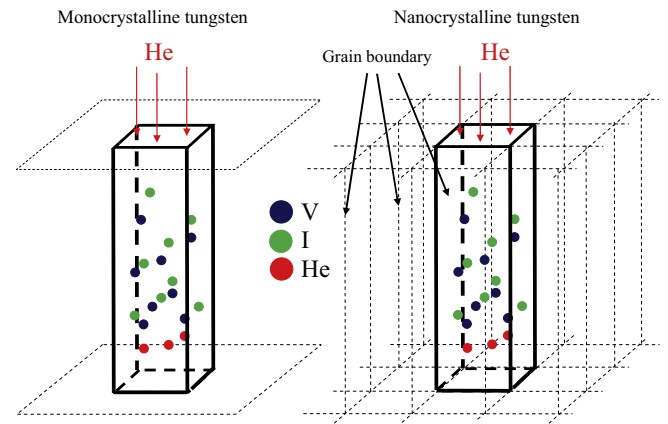 Monocrystalline tungsten
Nanocrystalline tungsten
He
Grain boundary
He
V
I
He